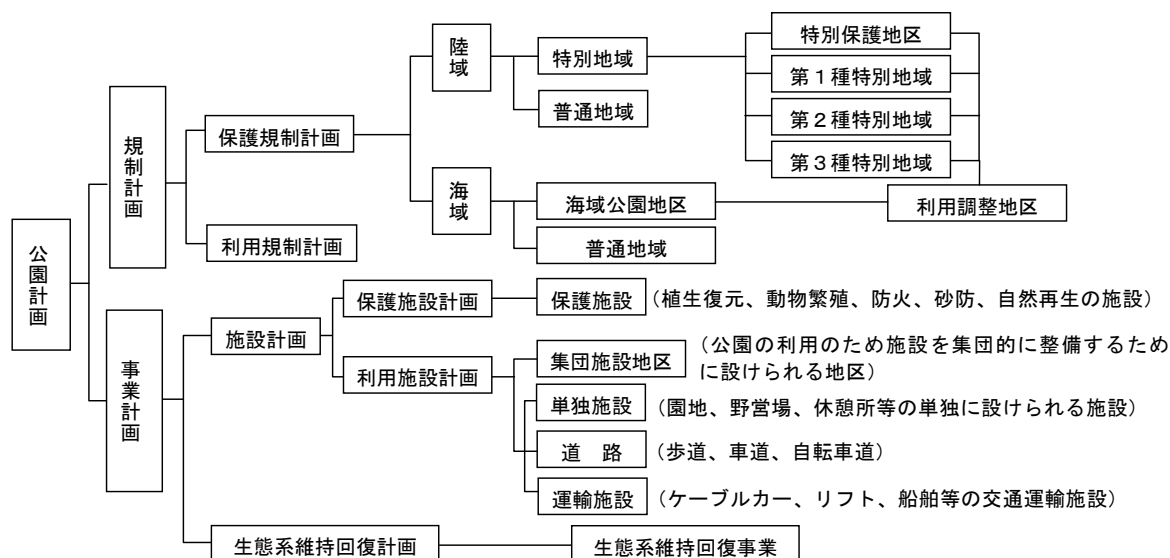 公園計画
規制計画
保護規制計画
陸域
特別地域
特別保護地区
第１種特別地域
第２種特別地域
第３種特別地域
普通地域
海域
海域公園地区
利用調整地区
普通地域
利用規制計画
事業計画
施設計画
保護施設計画
保護施設
（植生復元、動物繁殖、防火、砂防、自然再生の施設）
利用施設計画
集団施設地区
（公園の利用のため施設を集団的に整備するため
に設けられる地区）
単独施設
（園地、野営場、休憩所等の単独に設けられる施設）
道　路
（歩道、車道、自転車道）
運輸施設
（ケーブルカー、リフト、船舶等の交通運輸施設）
生態系維持回復計画
生態系維持回復事業